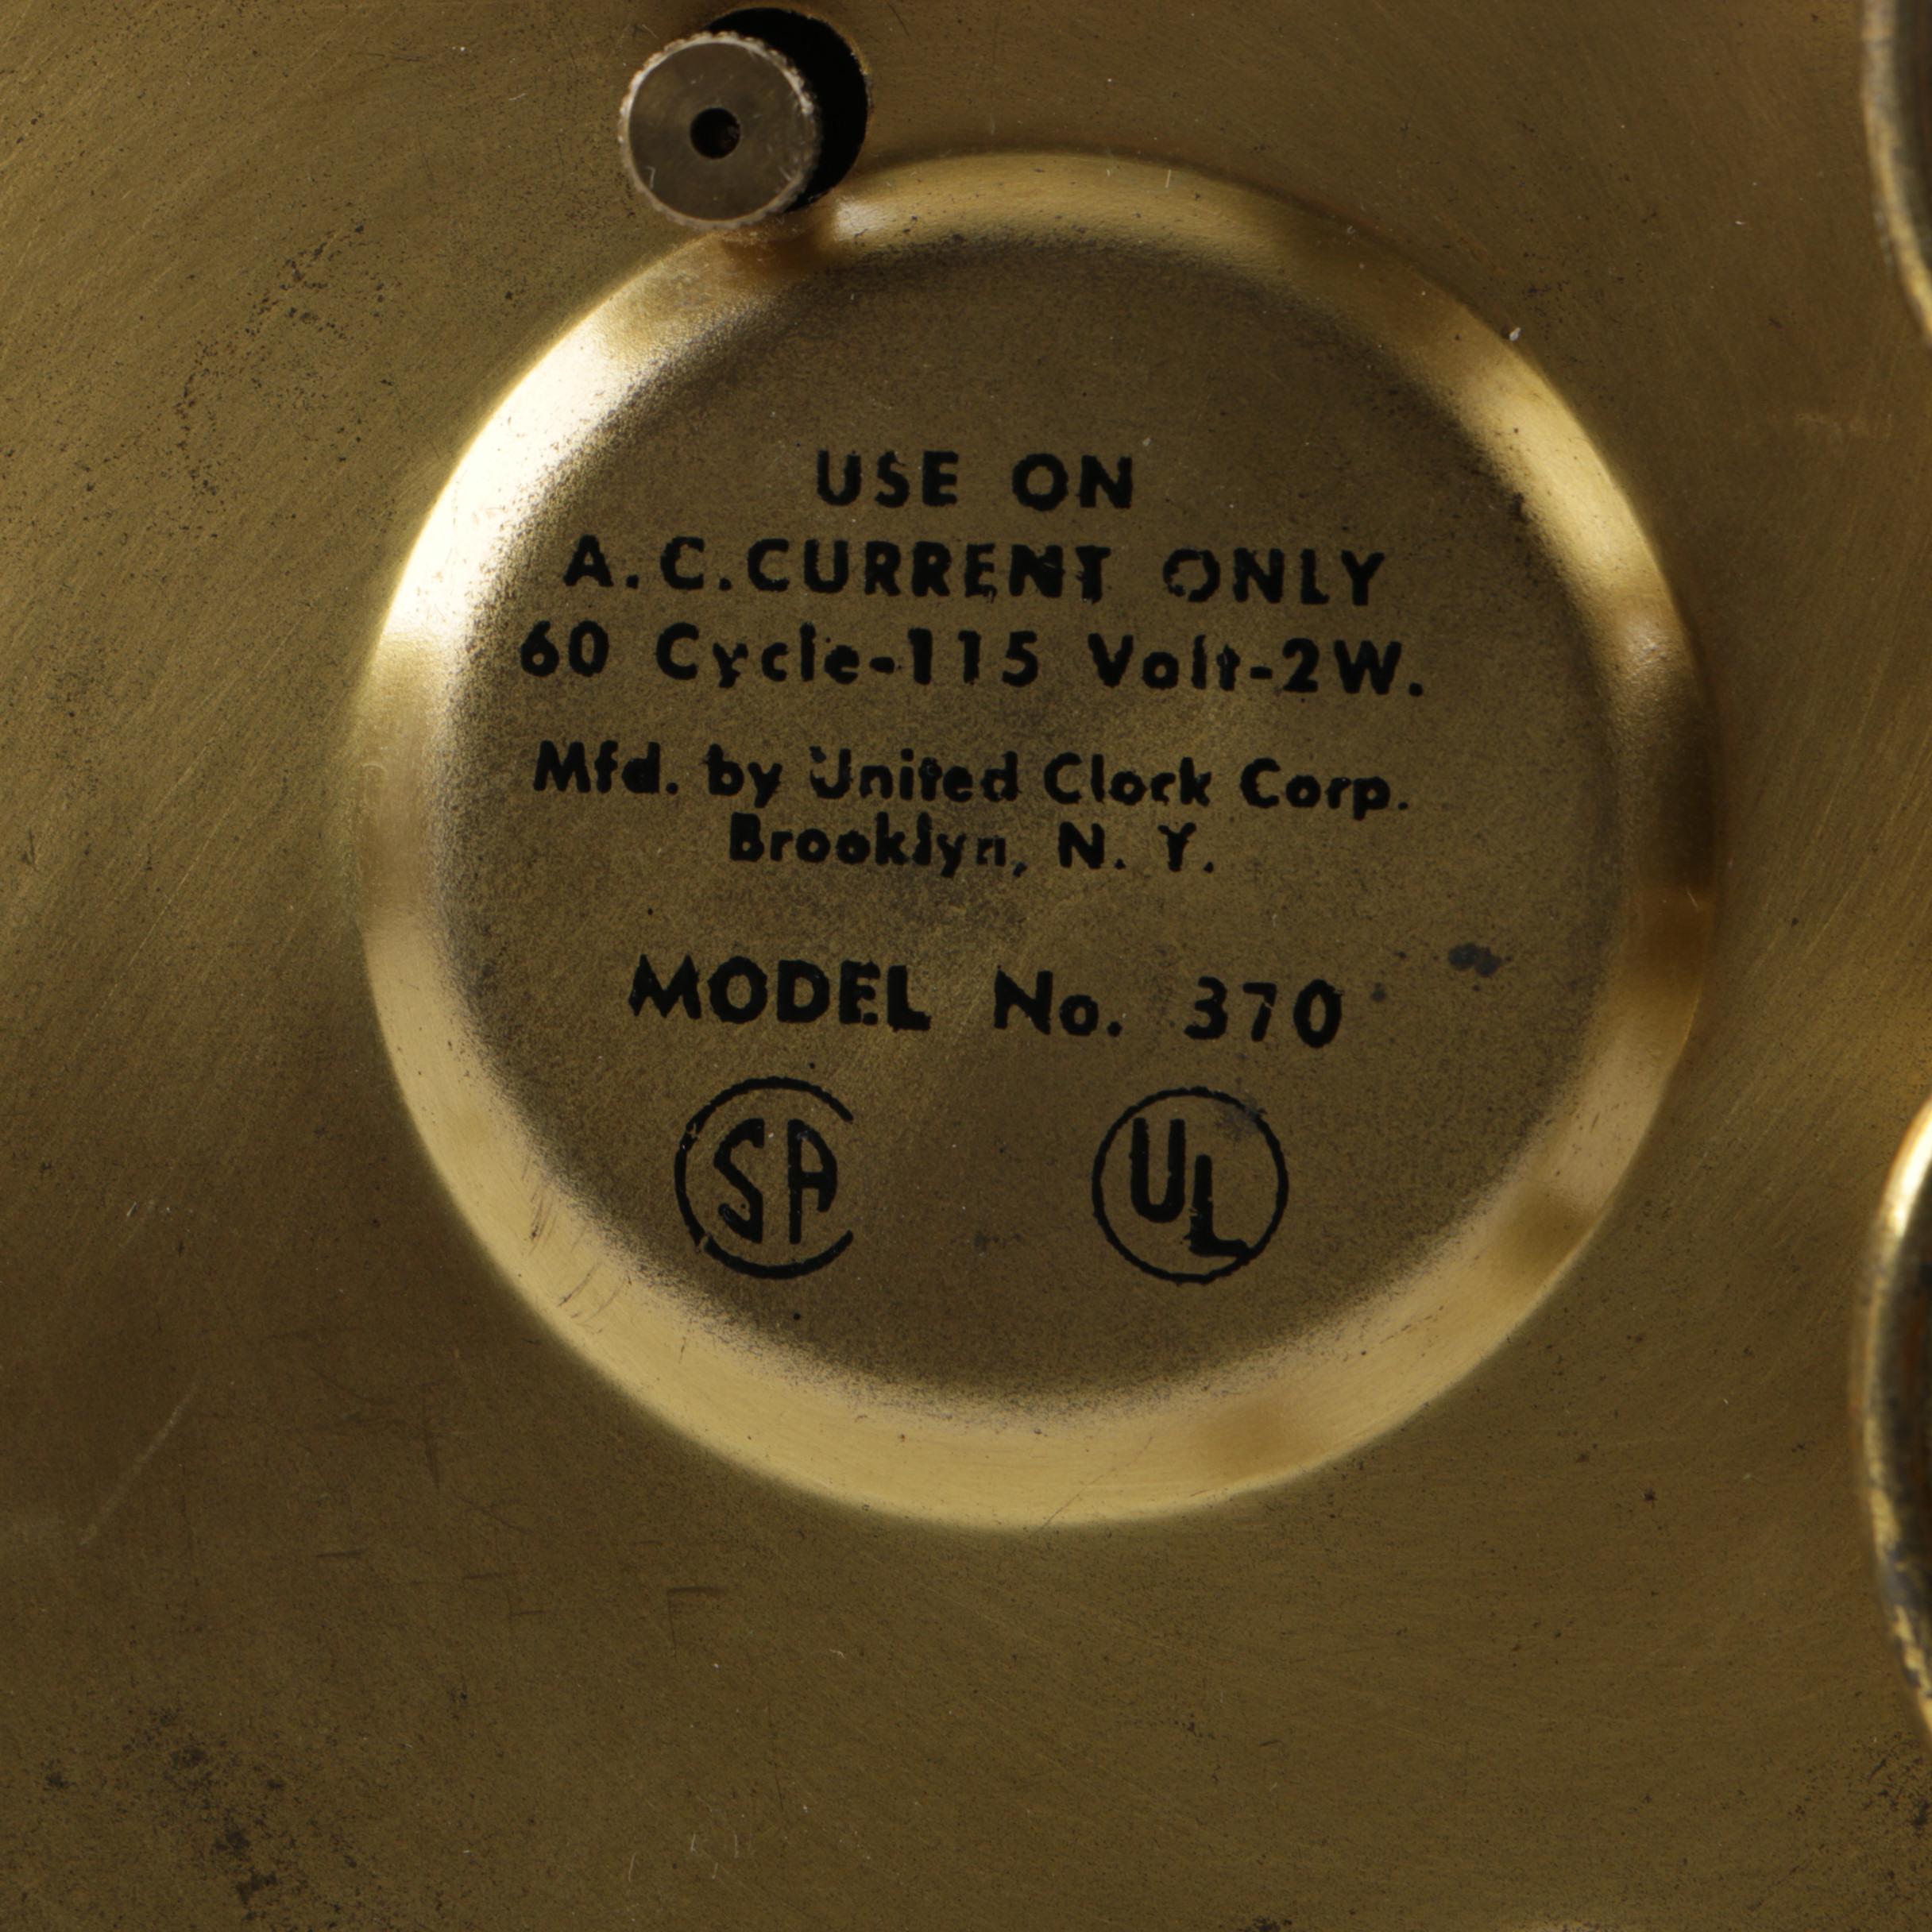 USE ON
A.C.CURRENT ONLY
60 Cycle-115 Volt-2W.
Mfd. by United Clock Corp.
Brooklyn, N. Y.
MODEL No. 370
CSA UL